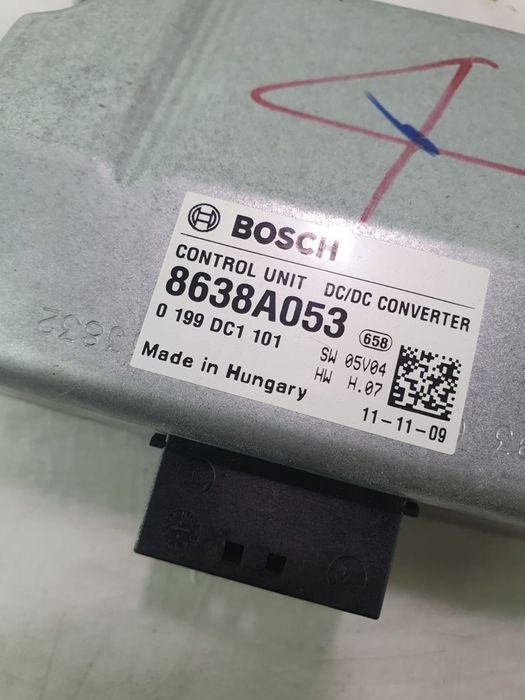 4
BOSCH
CONTROL UNIT DC/DC CONVERTER
8638A053
0 199 DC1 101 658
SW 05V04
HW H.07
Made in Hungary
11-11-09